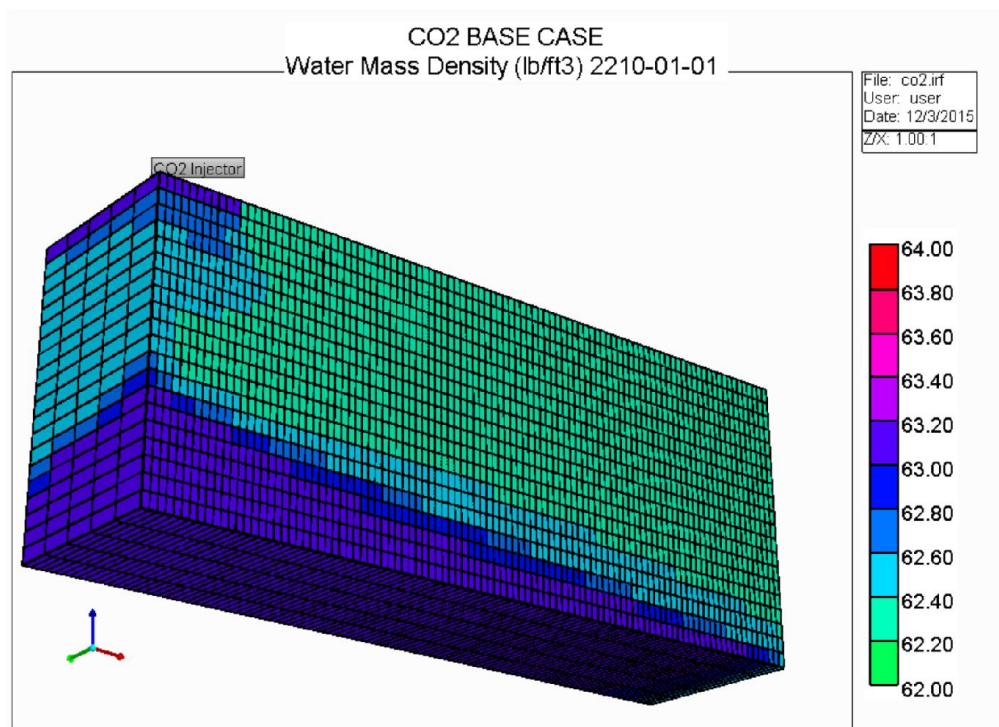 CO2 BASE CASE
Water Mass Density (lb/ft3) 2210-01-01
File: co2.irf
User: user
Date: 12/3/2015
Z/X: 1.00:1
CO2 Injector
64.00
63.80
63.60
63.40
63.20
63.00
62.80
62.60
62.40
62.20
62.00